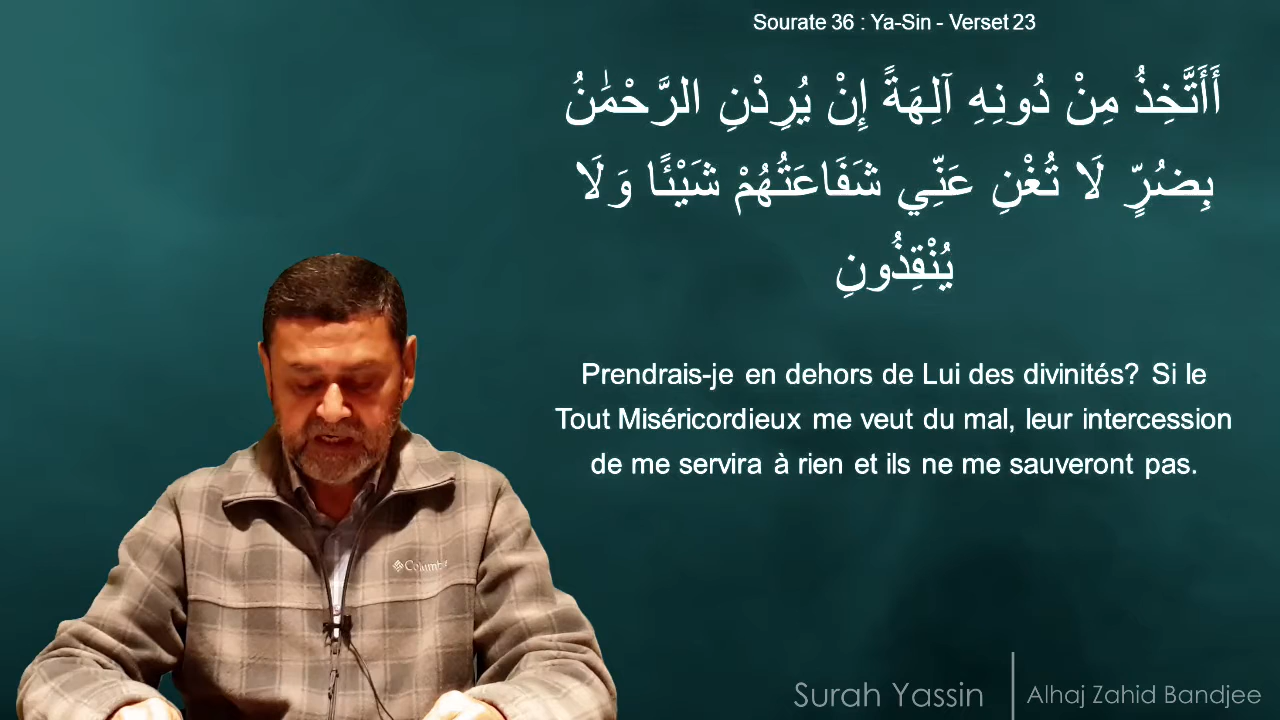 Sourate 36 : Ya-Sin - Verset 23
أَأَتَّخِذُ مِنْ دُونِهِ آلِهَةً إِنْ يُرِدْنِ الرَّحْمَٰنُ
بِضُرٍّ لَا تُغْنِ عَنِّي شَفَاعَتُهُمْ شَيْئًا وَلَا
يُنْقِذُونِ
Prendrais-je en dehors de Lui des divinités? Si le
Tout Miséricordieux me veut du mal, leur intercession
de me servira à rien et ils ne me sauveront pas.
Columbia
Surah Yassin
Alhaj Zahid Bandjee